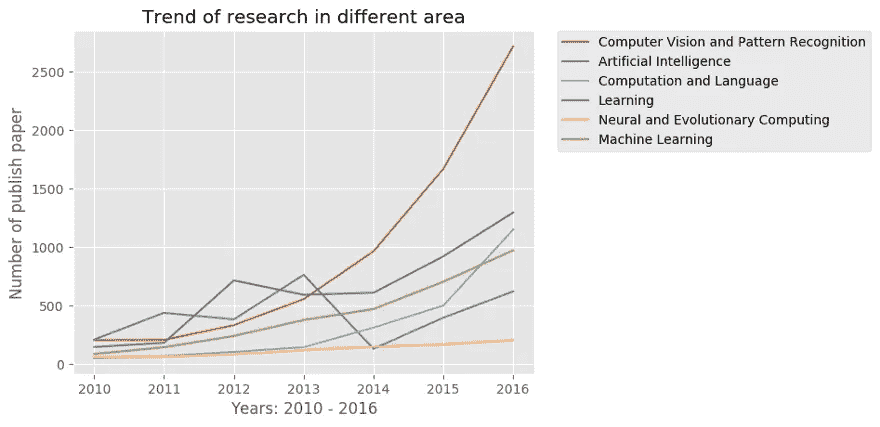 Trend of research in different area
Computer Vision and Pattern Recognition
Artificial Intelligence
Computation and Language
Learning
Neural and Evolutionary Computing
Machine Learning
Number of publish paper
2500
2000
1500
1000
500
0
2010 2011 2012 2013 2014 2015 2016
Years: 2010 - 2016